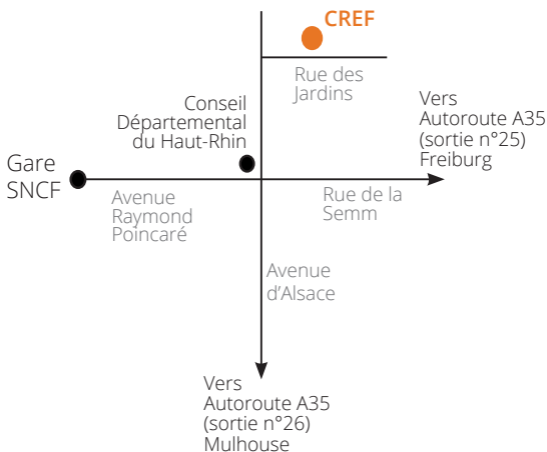 CREF
Rue des
Jardins
Conseil
Départemental
du Haut-Rhin
Vers
Autoroute A35
(sortie n°25)
Freiburg
Gare
SNCF
Avenue
Raymond
Poincaré
Rue de la
Semm
Avenue
d’Alsace
Vers
Autoroute A35
(sortie n°26)
Mulhouse